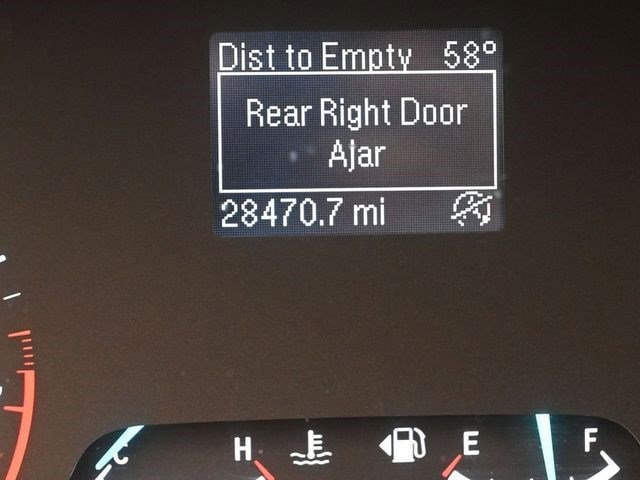 Dist to Empty 58°
Rear Right Door
Ajar
28470.7 mi
C H E F